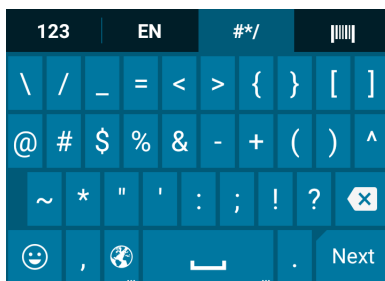 123 EN #*/
\ / _ = < > { } [ ]
@ # $ % & - + ( ) ^
~ * " ' : ; ! ?
, . Next